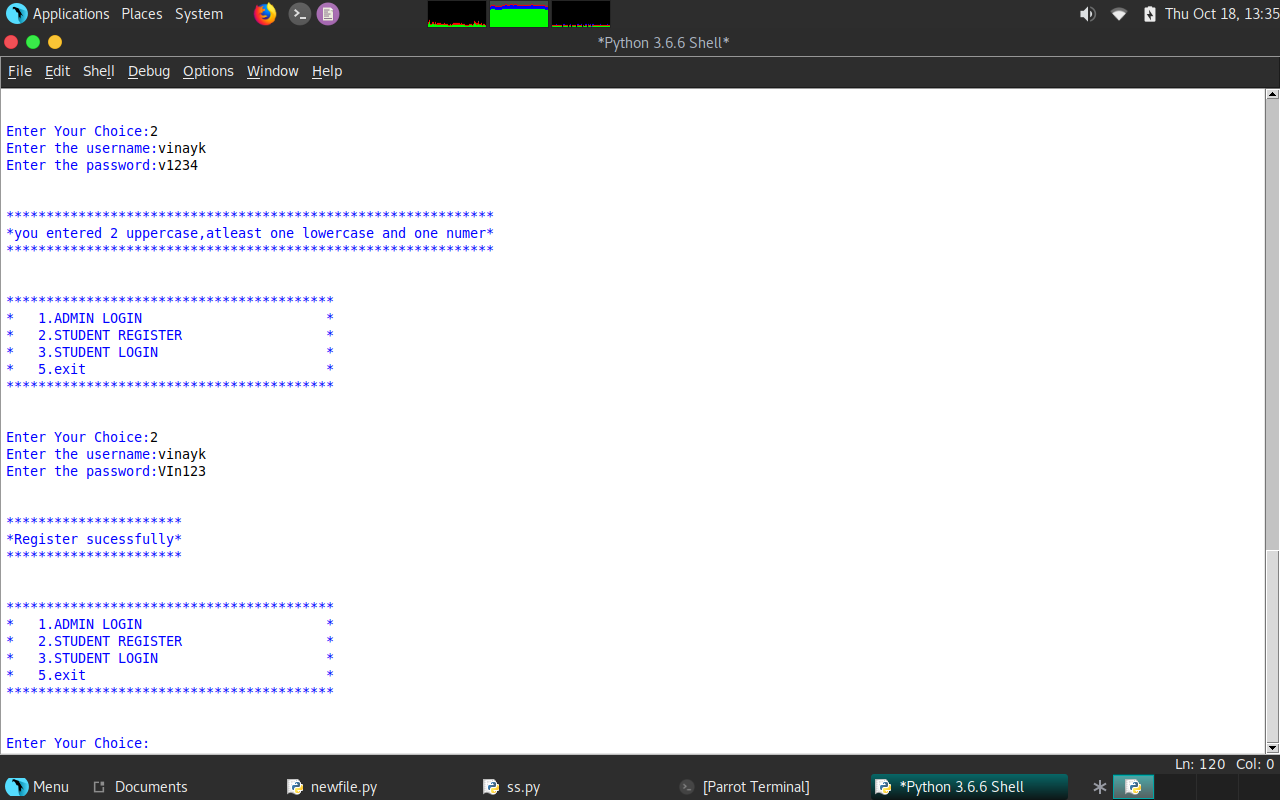 Applications Places System Thu Oct 18, 13:35
*Python 3.6.6 Shell*
File Edit Shell Debug Options Window Help
Enter Your Choice:2
Enter the username:vinayk
Enter the password:v1234
*************************************************************
*you entered 2 uppercase,atleast one lowercase and one numer*
*************************************************************
*****************************************
*   1.ADMIN LOGIN                       *
*   2.STUDENT REGISTER                  *
*   3.STUDENT LOGIN                     *
*   5.exit                              *
*****************************************
Enter Your Choice:2
Enter the username:vinayk
Enter the password:VIn123
**********************
*Register sucessfully*
**********************
*****************************************
*   1.ADMIN LOGIN                       *
*   2.STUDENT REGISTER                  *
*   3.STUDENT LOGIN                     *
*   5.exit                              *
*****************************************
Enter Your Choice:
Ln: 120 Col: 0
Menu Documents newfile.py ss.py [Parrot Terminal] *Python 3.6.6 Shell*